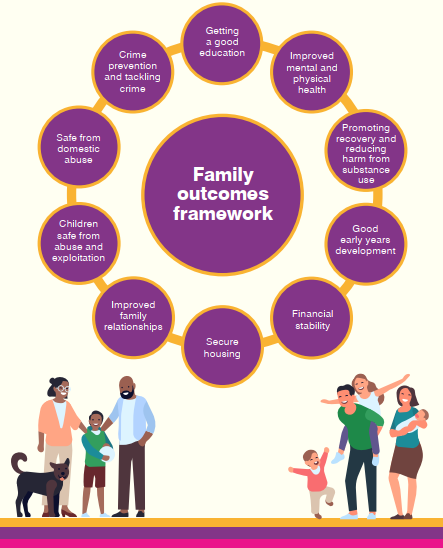 Getting
a good
education
Improved
mental and
physical
health
Promoting
recovery and
reducing
harm from
substance
use
Good
early years
development
Financial
stability
Secure
housing
Improved
family
relationships
Children
safe from
abuse and
exploitation
Safe from
domestic
abuse
Crime
prevention
and tackling
crime
Family
outcomes
framework